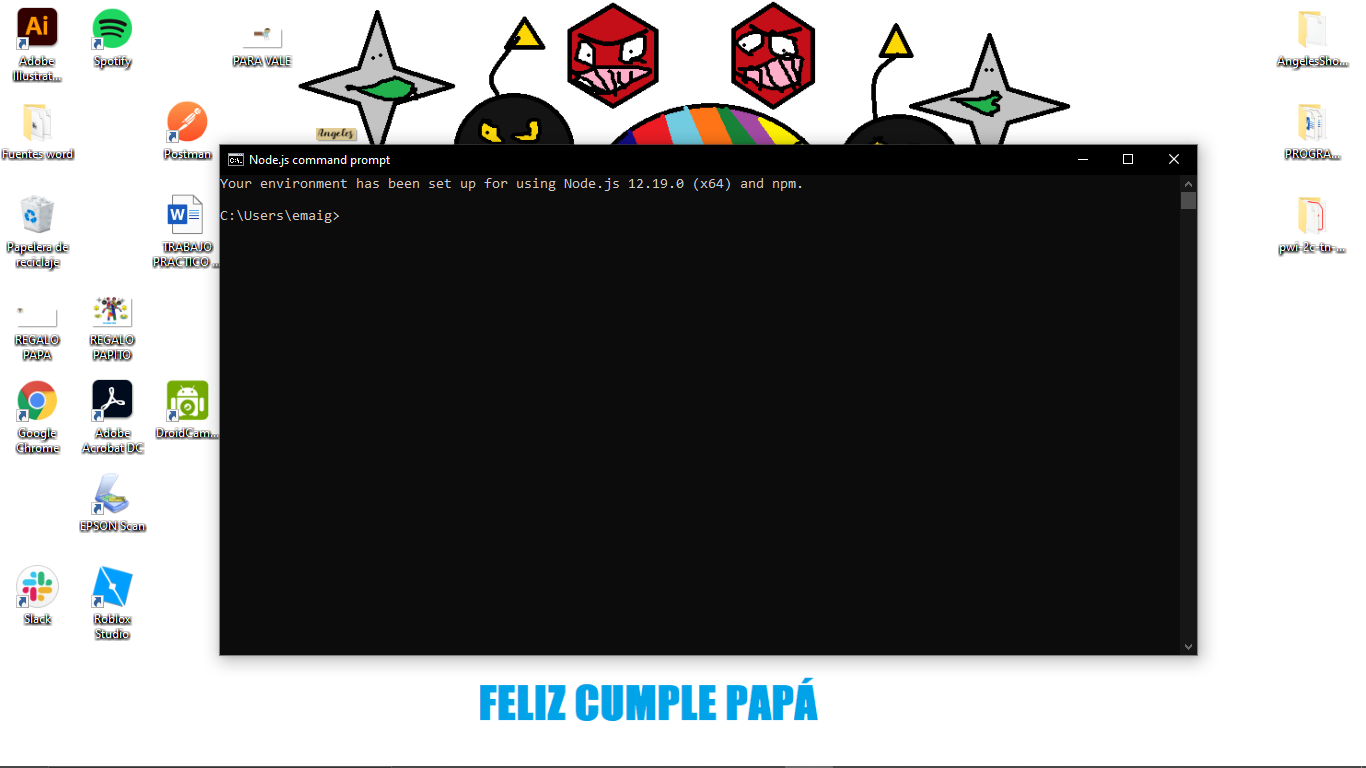 Ai
Adobe
Illustrat...
Spotify
PARA VALE
AngelesSho...
Fuentes word
Angeles
Postman
PROGRA...
Node.js command prompt
Your environment has been set up for using Node.js 12.19.0 (x64) and npm.
C:\Users\emaig>
Papelera de
reciclaje
W
TRABAJO
PRACTICO ...
pwi-2c-tn-...
REGALO
PAPA
REGALO
PAPITO
Google
Chrome
Adobe
Acrobat DC
DroidCam...
EPSON Scan
Slack
Roblox
Studio
FELIZ CUMPLE PAPÁ